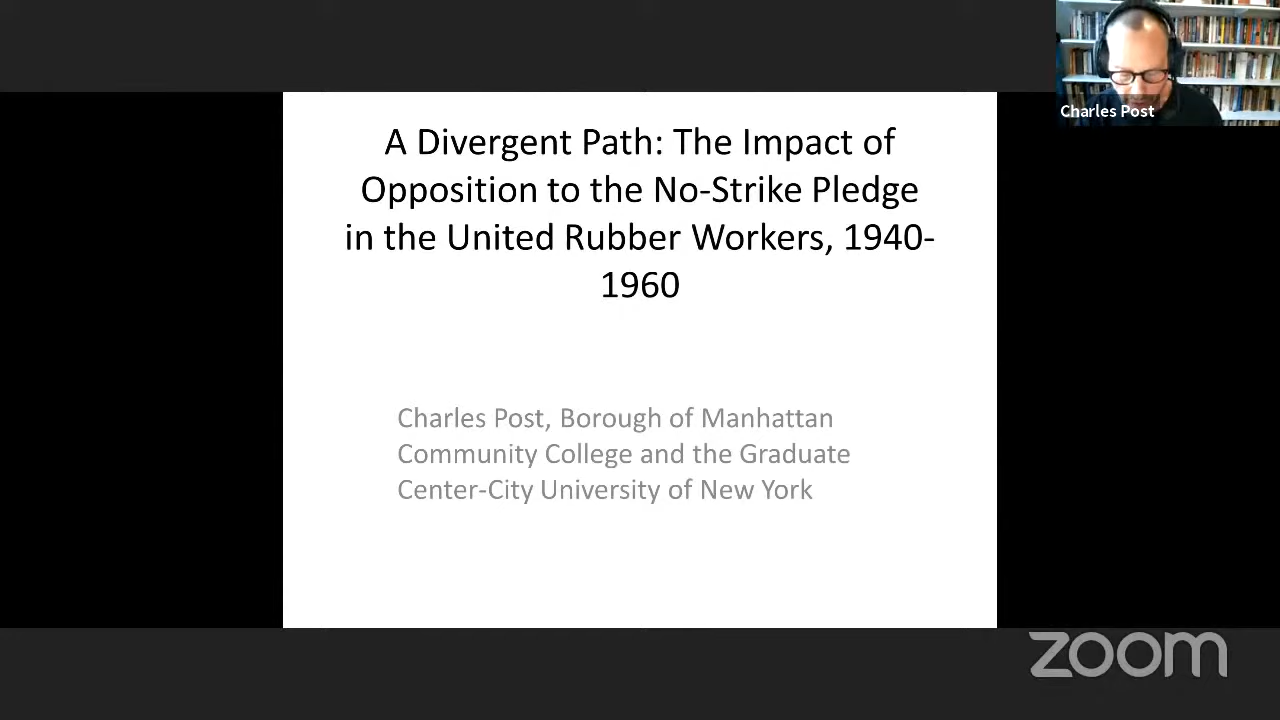 Charles Post
A Divergent Path: The Impact of
Opposition to the No-Strike Pledge
in the United Rubber Workers, 1940-
1960
Charles Post, Borough of Manhattan
Community College and the Graduate
Center-City University of New York
zoom